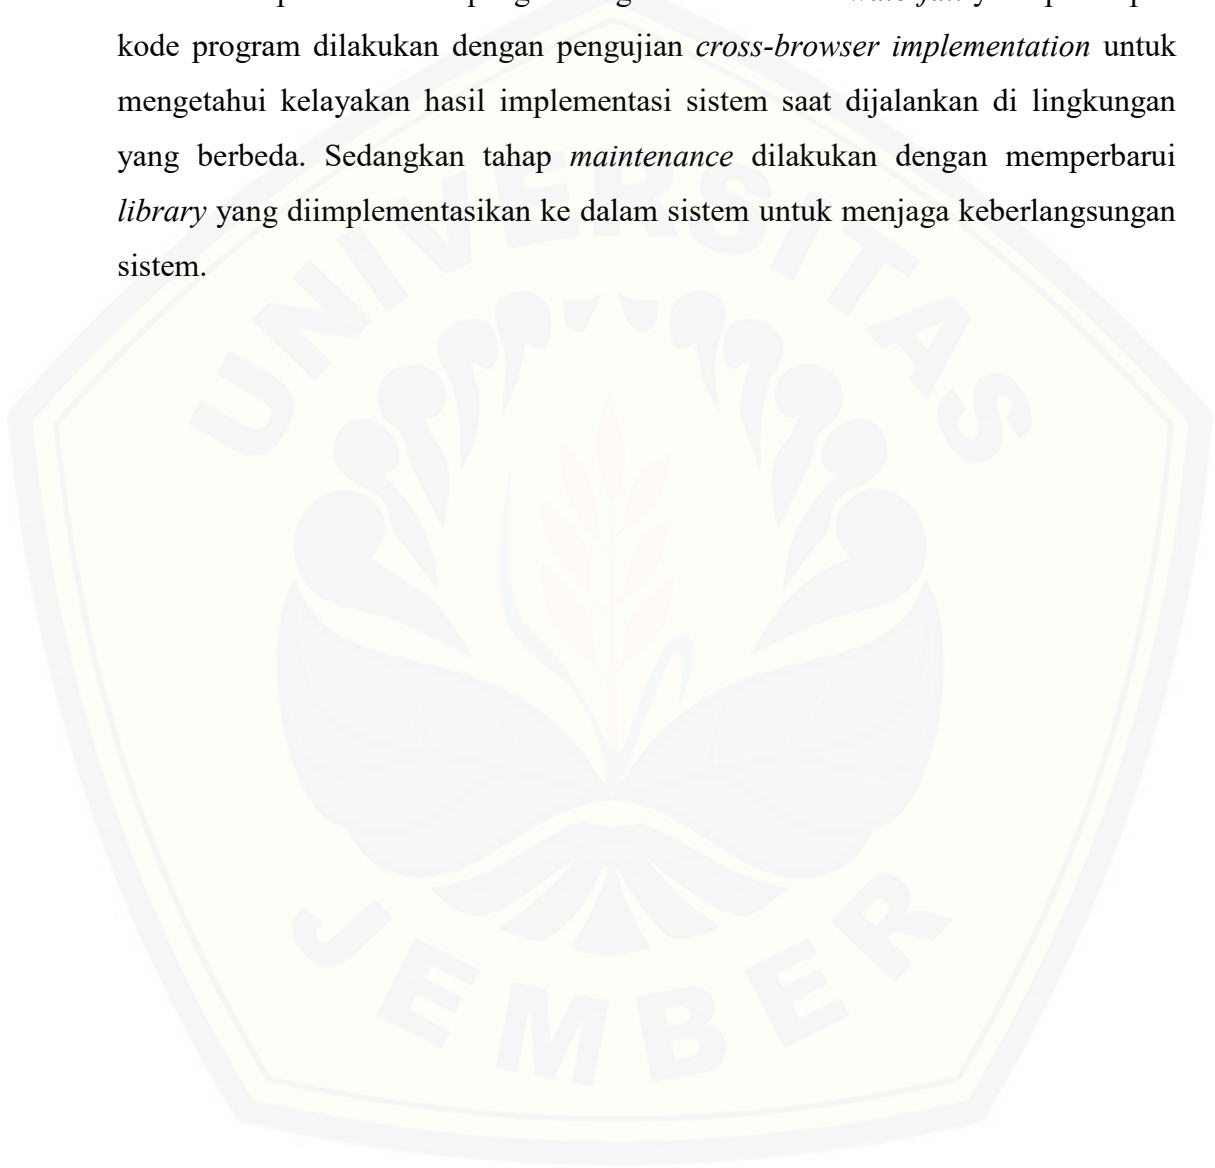 kode program dilakukan dengan pengujian cross-browser implementation untuk
mengetahui kelayakan hasil implementasi sistem saat dijalankan di lingkungan
yang berbeda. Sedangkan tahap maintenance dilakukan dengan memperbarui
library yang diimplementasikan ke dalam sistem untuk menjaga keberlangsungan
sistem.
UNIVERSITAS
JEMBER